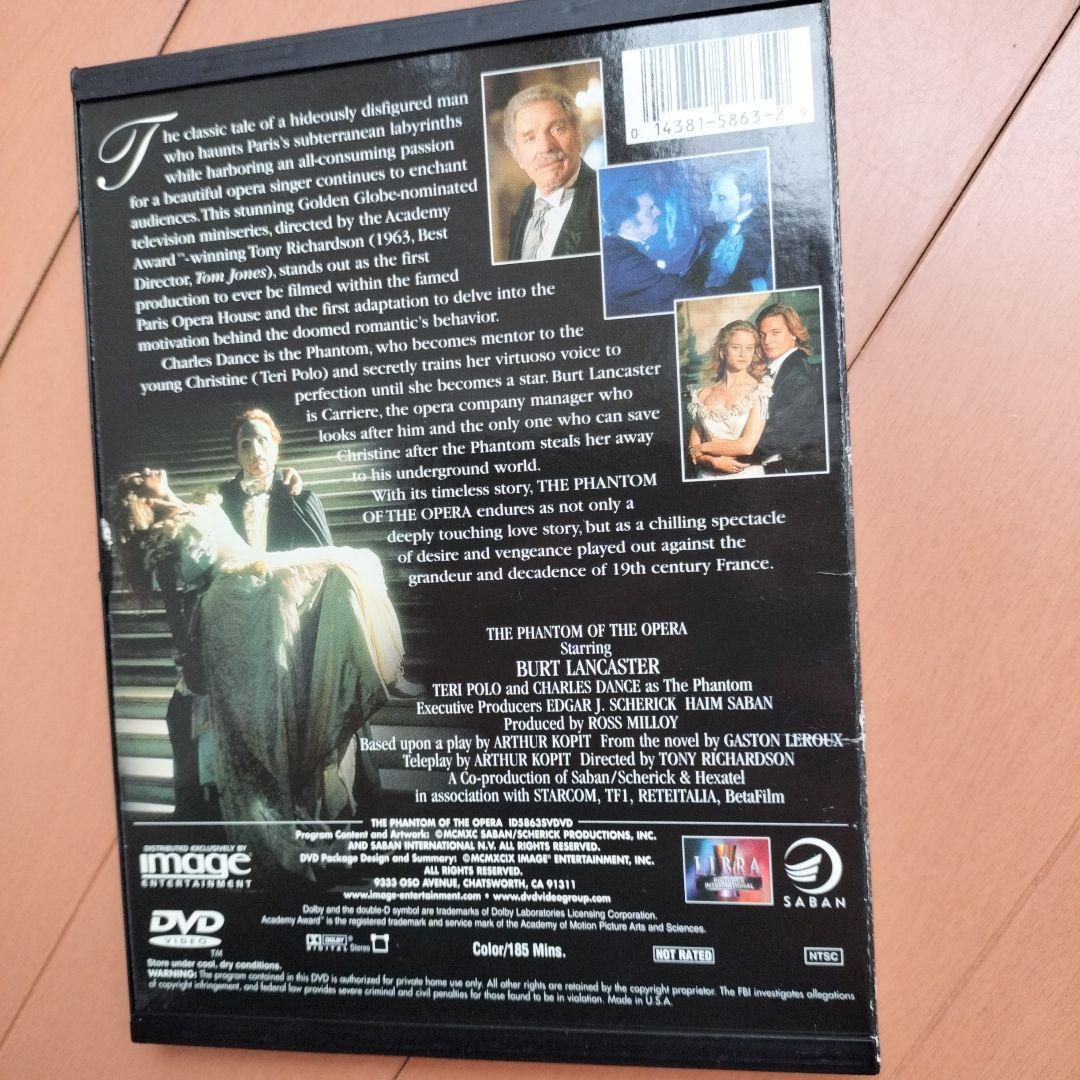 0 14381-5863-2 9
The classic tale of a hideously disfigured man
who haunts Paris's subterranean labyrinths
while harboring an all-consuming passion
for a beautiful opera singer continues to enchant
audiences. This stunning Golden Globe-nominated
television miniseries, directed by the Academy
Award™-winning Tony Richardson (1963, Best
Director, Tom Jones), stands out as the first
production to ever be filmed within the famed
Paris Opera House and the first adaptation to delve into the
motivation behind the doomed romantic's behavior.
Charles Dance is the Phantom, who becomes mentor to the
young Christine (Teri Polo) and secretly trains her virtuoso voice to
perfection until she becomes a star. Burt Lancaster
is Carriere, the opera company manager who
looks after him and the only one who can save
Christine after the Phantom steals her away
to his underground world.
With its timeless story, THE PHANTOM
OF THE OPERA endures as not only a
deeply touching love story, but as a chilling spectacle
of desire and vengeance played out against the
grandeur and decadence of 19th century France.
THE PHANTOM OF THE OPERA
Starring
BURT LANCASTER
TERI POLO and CHARLES DANCE as The Phantom
Executive Producers EDGAR J. SCHERICK HAIM SABAN
Produced by ROSS MILLOY
Based upon a play by ARTHUR KOPIT From the novel by GASTON LEROUX
Teleplay by ARTHUR KOPIT Directed by TONY RICHARDSON
A Co-production of Saban/Scherick & Hexatel
in association with STARCOM, TF1, RETEITALIA, BetaFilm
THE PHANTOM OF THE OPERA ID5863SVDVD
Program Content and Artwork: ©MCMXC SABAN/SCHERICK PRODUCTIONS, INC.
AND SABAN INTERNATIONAL N.V. ALL RIGHTS RESERVED.
DVD Package Design and Summary: ©MCMXCIX IMAGE ENTERTAINMENT, INC.
ALL RIGHTS RESERVED.
9333 OSO AVENUE, CHATSWORTH, CA 91311
www.image-entertainment.com • www.dvdvideogroup.com
DISTRIBUTED EXCLUSIVELY BY
image
ENTERTAINMENT
LIBRA
PICTURES
INTERNATIONAL
SABAN
Dolby and the double-D symbol are trademarks of Dolby Laboratories Licensing Corporation.
Academy Award® is the registered trademark and service mark of the Academy of Motion Picture Arts and Sciences.
DVD
VIDEO
TM
DOLBY
DIGITAL Stereo
Color/185 Mins.
NOT RATED
NTSC
Store under cool, dry conditions.
WARNING: The program contained in this DVD is authorized for private home use only. All other rights are retained by the copyright proprietor. The FBI investigates allegations
of copyright infringement, and federal law provides severe criminal and civil penalties for those found to be in violation. Made in U.S.A.